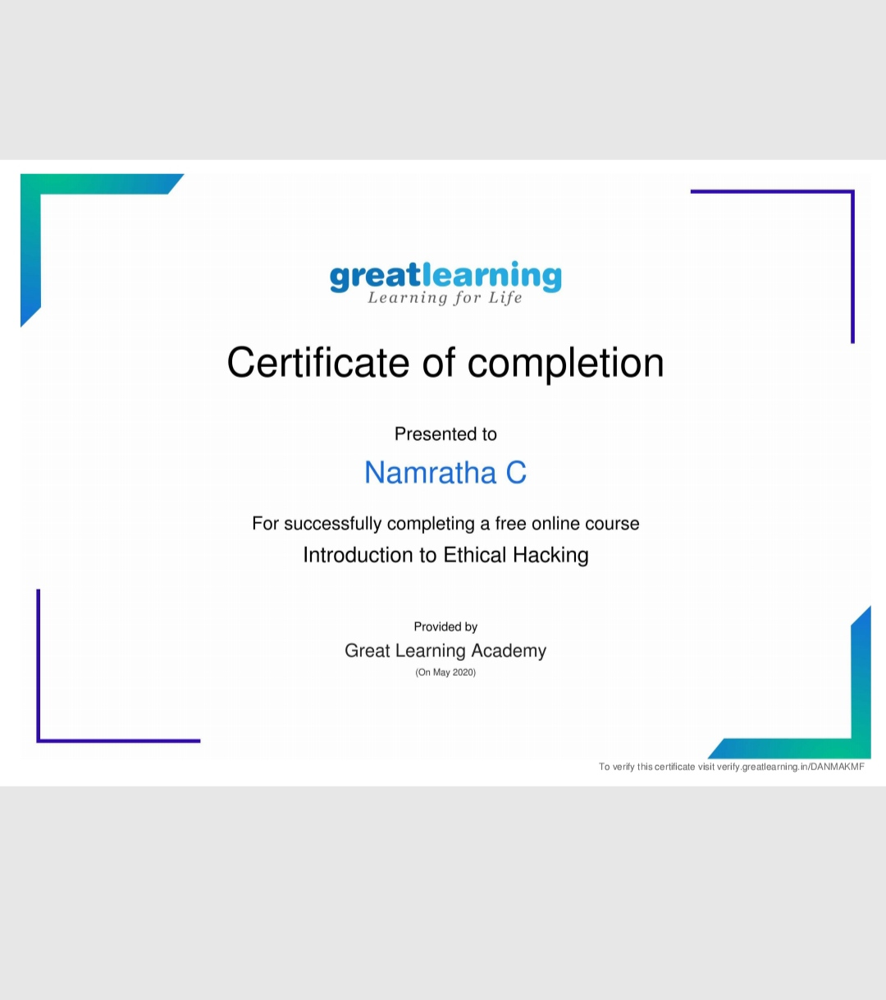 greatlearning
Learning for Life
Certificate of completion
Presented to
Namratha C
For successfully completing a free online course
Introduction to Ethical Hacking
Provided by
Great Learning Academy
(On May 2020)
To verify this certificate visit verify.greatlearning.in/DANMAKMF